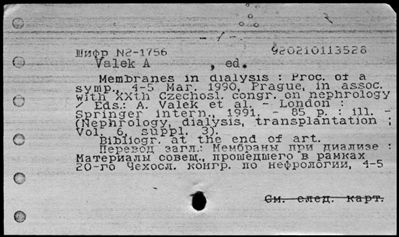 Шифр N2-1756 920210113528
Valek A , ed.
Membranes in dialysis : Proc. of a
symp., 4-5 Mar. 1990, Prague, in assoc.
with XXth Czechosl. congr. on nephrology
/ Eds.: A. Valek et al. - London :
Springer intern., 1991. - 85 p. : ill.
(Nephrology, dialysis, transplantation ;
Vol. 6, suppl. 3).
Bibliogr. at the end of art.
Перевод загл.: Мембраны при диализе :
Материалы совещ., прошедшего в рамках
20-го Чехосл. конгр. по нефрологии, 4-5
См. след. карт.